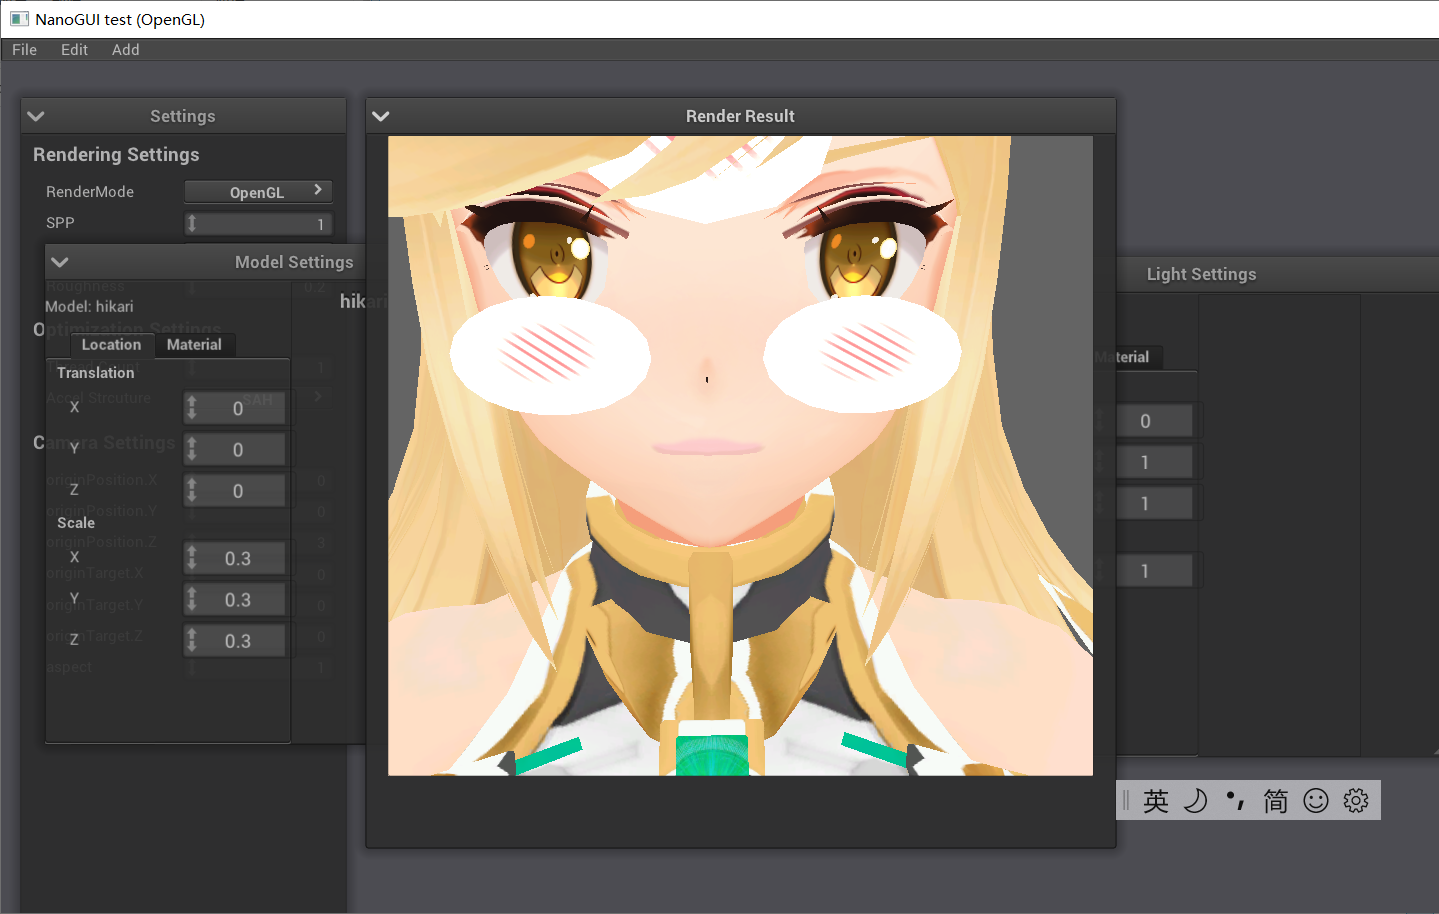 NanoGUI test (OpenGL)
File Edit Add
Settings
Rendering Settings
RenderMode OpenGL
SPP 1
Roughness 0.2
Optimization Settings
1
Accel Strcuture SAH
Camera Settings
originPosition.X 0
originPosition.Y 0
originPosition.Z 3
originTarget.X 0
originTarget.Y 0
originTarget.Z 0
aspect 1
Model Settings
Model: hikari
hikari
Location Material
Translation
X 0
Y 0
Z 0
Scale
X 0.3
Y 0.3
Z 0.3
Render Result
Light Settings
Material
0
1
1
1
英 简